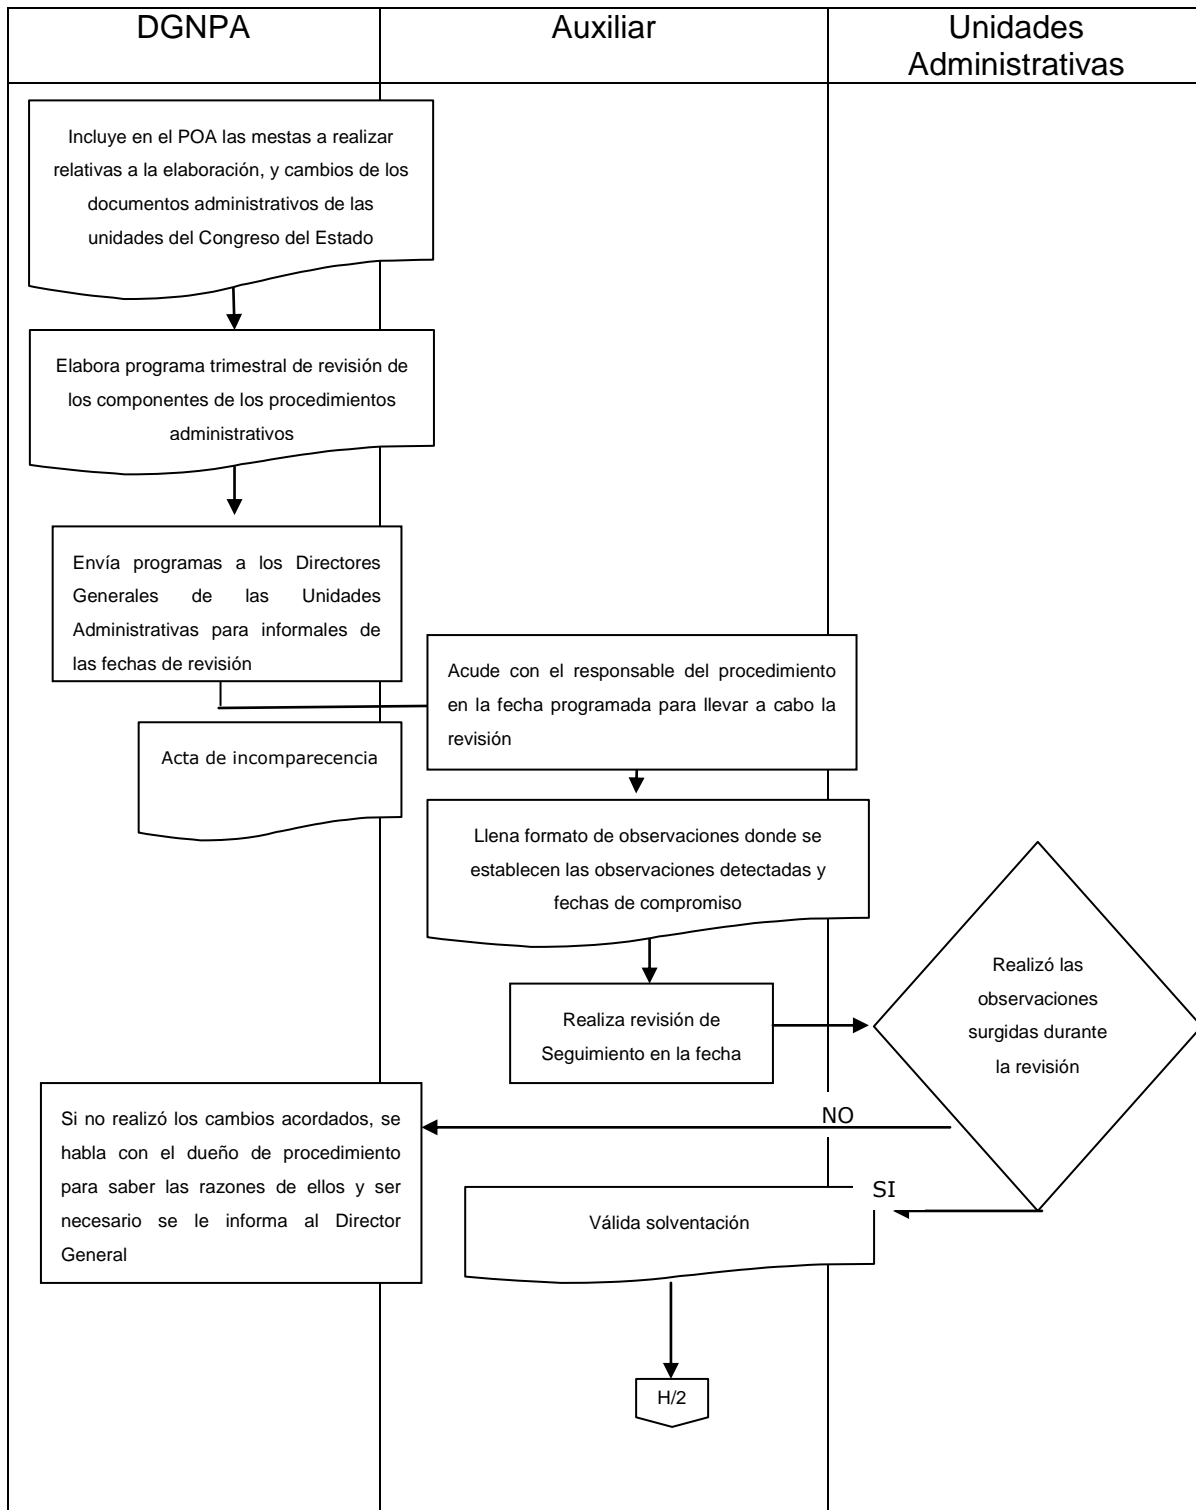 DGNPA
Auxiliar
Unidades
Administrativas
Incluye en el POA las mestas a realizar
relativas a la elaboración, y cambios de los
documentos administrativos de las
unidades del Congreso del Estado
Elabora programa trimestral de revisión de
los componentes de los procedimientos
administrativos
Envía programas a los Directores
Generales de las Unidades
Administrativas para informales de
las fechas de revisión
Acude con el responsable del procedimiento
en la fecha programada para llevar a cabo la
revisión
Acta de incomparecencia
Llena formato de observaciones donde se
establecen las observaciones detectadas y
fechas de compromiso
Realiza revisión de
Seguimiento en la fecha
Realizó las
observaciones
surgidas durante
la revisión
NO
Si no realizó los cambios acordados, se
habla con el dueño de procedimiento
para saber las razones de ellos y ser
necesario se le informa al Director
General
SI
Válida solventación
H/2